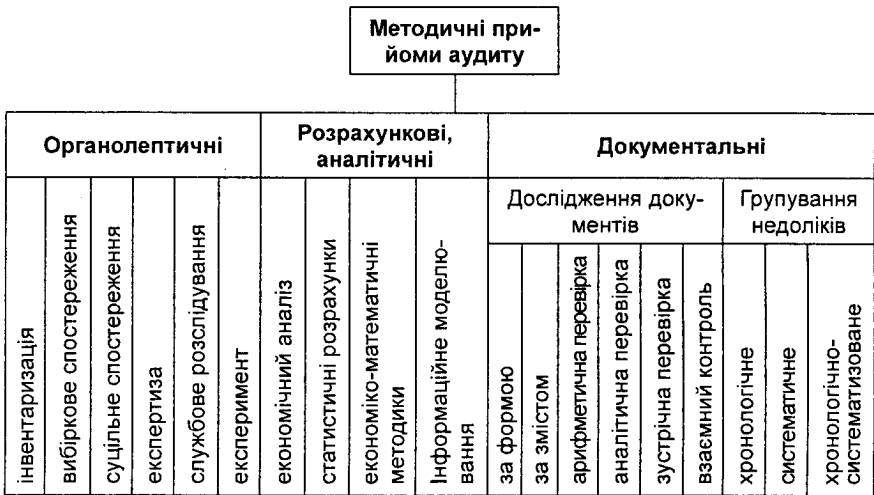 Методичні при-
йоми аудиту
Органолептичні
Розрахункові,
аналітичні
Документальні
Дослідження доку-
ментів
Групування
недоліків
інвентаризація
вибіркове спостереження
суцільне спостереження
експертиза
службове розслідування
експеримент
економічний аналіз
статистичні розрахунки
економіко-математичні
методики
Інформаційне моделю-
вання
за формою
за змістом
арифметична перевірка
аналітична перевірка
зустрічна перевірка
взаємний контроль
хронологічне
систематичне
хронологічно-
систематизоване